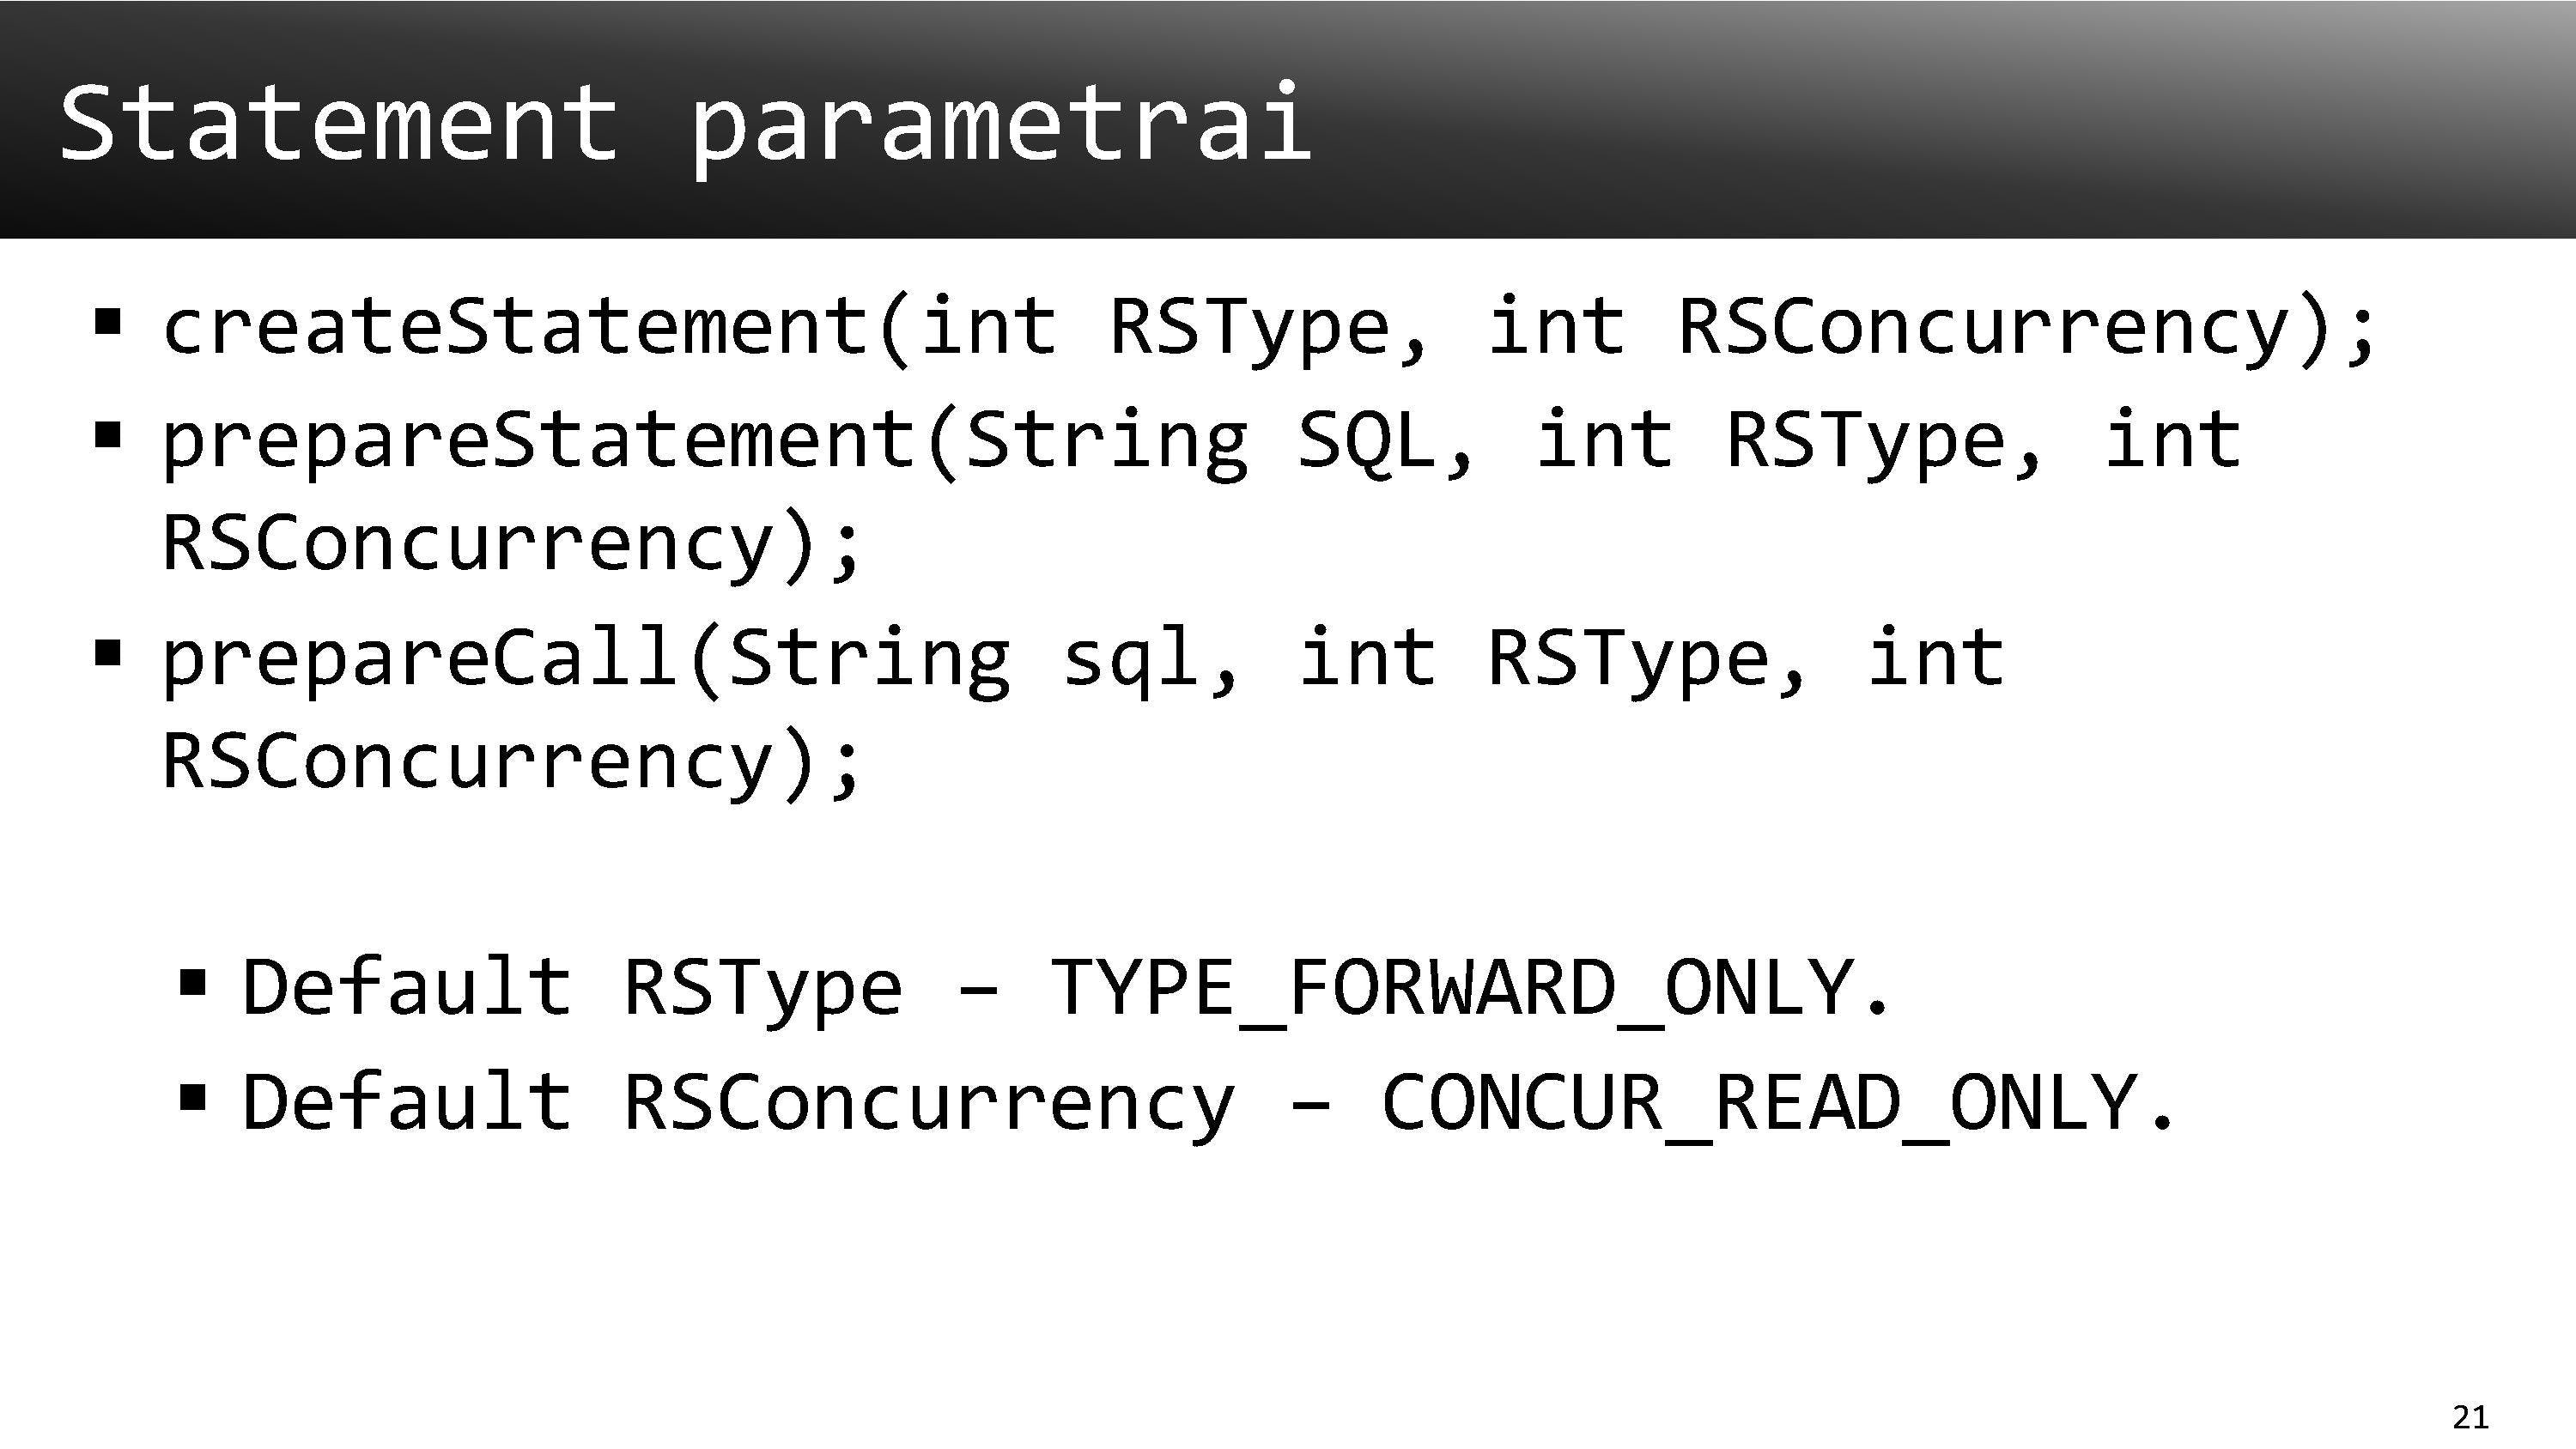 Statement parametrai
▪ createStatement(int RSType, int RSConcurrency);
▪ prepareStatement(String SQL, int RSType, int
RSConcurrency);
▪ prepareCall(String sql, int RSType, int
RSConcurrency);
▪ Default RSType – TYPE_FORWARD_ONLY.
▪ Default RSConcurrency – CONCUR_READ_ONLY.
21